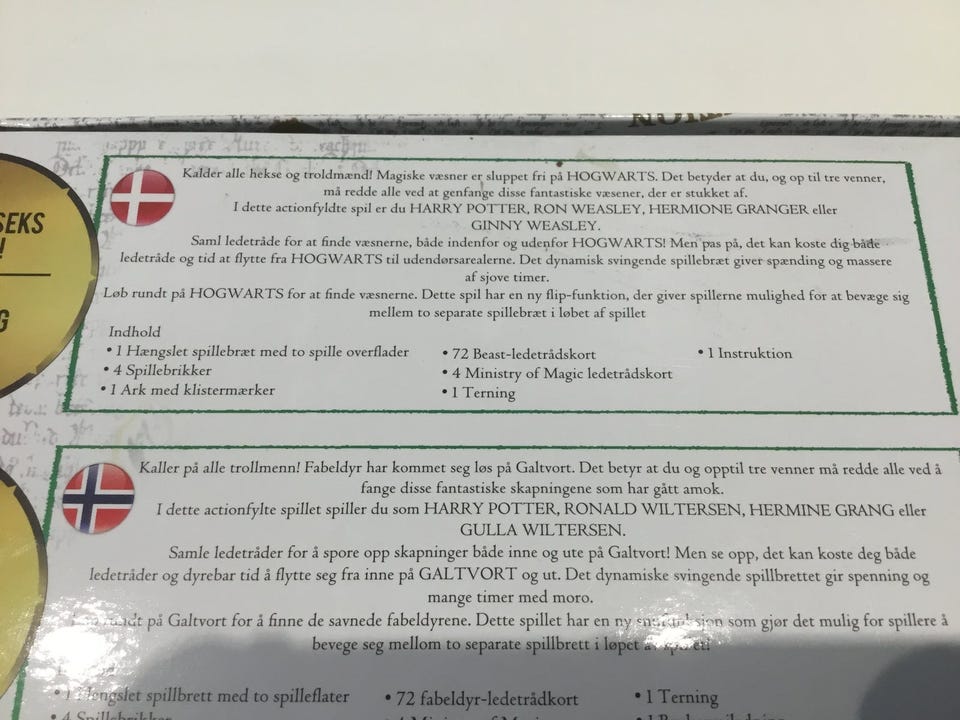 NOISION
SEKS
!
G
Kalder alle hekse og troldmænd! Magiske væsner er sluppet fri på HOGWARTS. Det betyder at du, og op til tre venner,
må redde alle ved at genfange disse fantastiske væsener, der er stukket af.
I dette actionfyldte spil er du HARRY POTTER, RON WEASLEY, HERMIONE GRANGER eller
GINNY WEASLEY.
Saml ledetråde for at finde væsnerne, både indenfor og udenfor HOGWARTS! Men pas på, det kan koste dig både
ledetråde og tid at flytte fra HOGWARTS til udendørsarealerne. Det dynamisk svingende spillebræt giver spænding og massere
af sjove timer.
Løb rundt på HOGWARTS for at finde væsnerne. Dette spil har en ny flip-funktion, der giver spillerne mulighed for at bevæge sig
mellem to separate spillebræt i løbet af spillet
Indhold
• 1 Hængslet spillebræt med to spille overflader
• 4 Spillebrikker
• 1 Ark med klistermærker
• 72 Beast-ledetrådskort
• 4 Ministry of Magic ledetrådskort
• 1 Terning
• 1 Instruktion
Kaller på alle trollmenn! Fabeldyr har kommet seg løs på Galtvort. Det betyr at du og opptil tre venner må redde alle ved å
fange disse fantastiske skapningene som har gått amok.
I dette actionfylte spillet spiller du som HARRY POTTER, RONALD WILTERSEN, HERMINE GRANG eller
GULLA WILTERSEN.
Samle ledetråder for å spore opp skapninger både inne og ute på Galtvort! Men se opp, det kan koste deg både
ledetråder og dyrebar tid å flytte seg fra inne på GALTVORT og ut. Det dynamiske svingende spillbrettet gir spenning og
mange timer med moro.
på Galtvort for å finne de savnede fabeldyrene. Dette spillet har en ny som gjør det mulig for spillere å
bevege seg mellom to separate spillbrett i løpet
• 1 Hengslet spillbrett med to spilleflater
• 4 Spillebrikker
• 72 fabeldyr-ledetrådkort
• 1 Terning